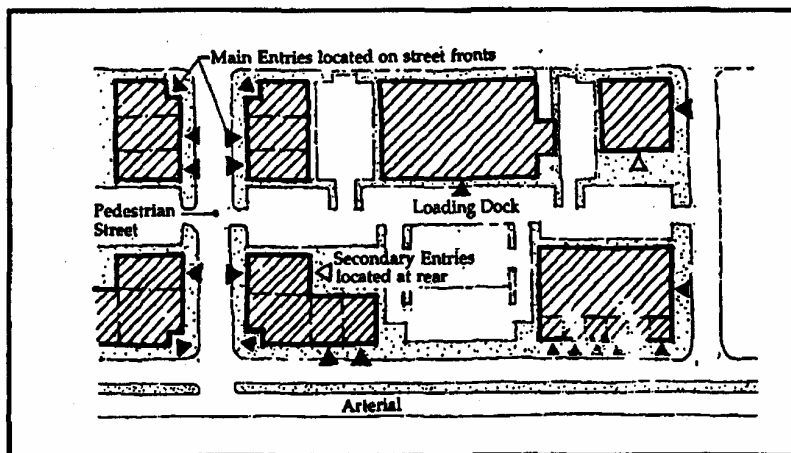 Main Entries located on street fronts
Pedestrian
Street
Loading Dock
Secondary Entries
located at rear
Arterial